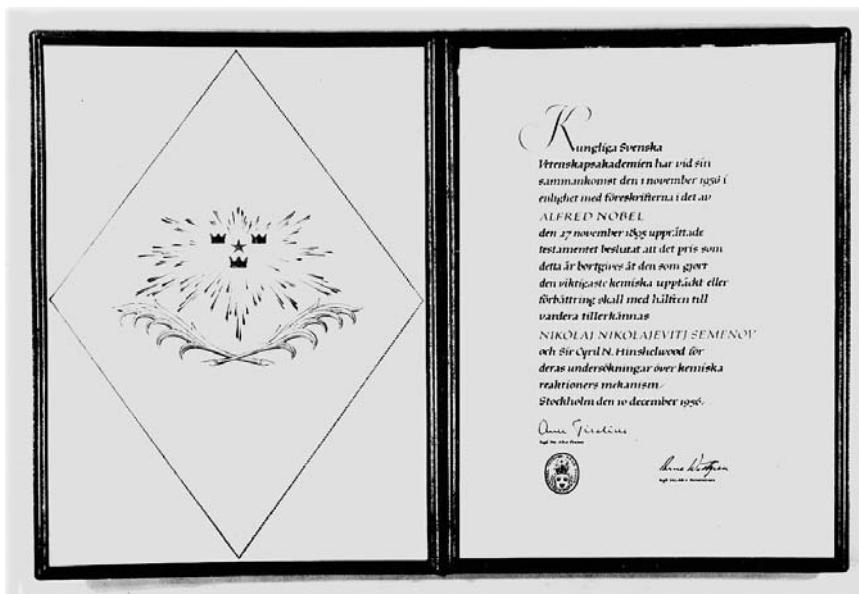 Kungliga Svenska
Vetenskapsakademien har vid sin
sammankomst den 1 november 1956 i
enlighet med föreskrifterna i det av
ALFRED NOBEL
den 27 november 1895 upprättade
testamentet beslutat att det pris som
detta år bortgives åt den som gjort
den viktigaste kemiska upptäckt eller
förbättring skall med hälften till
vardera tillerkännas
NIKOLAJ NIKOLAJEVITJ SEMENOV
och Sir Cyril N. Hinshelwood för
deras undersökningar över kemiska
reaktioners mekanism
Stockholm den 10 december 1956
Arne Westgren